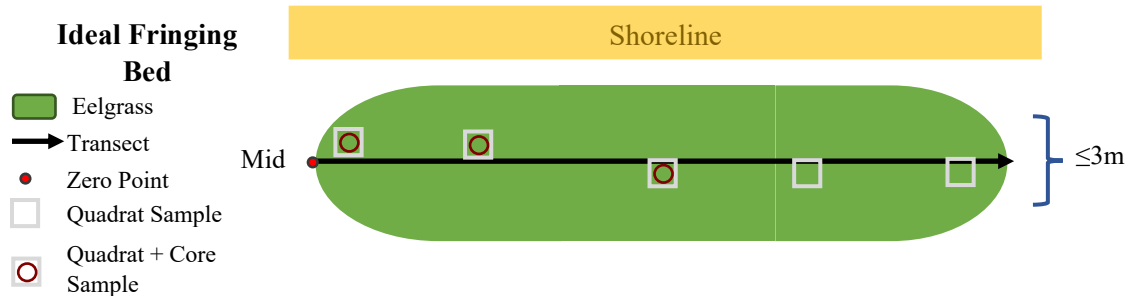 Ideal Fringing
Bed
Eelgrass
Transect
Zero Point
Quadrat Sample
Quadrat + Core
Sample
Shoreline
Mid
≤3m